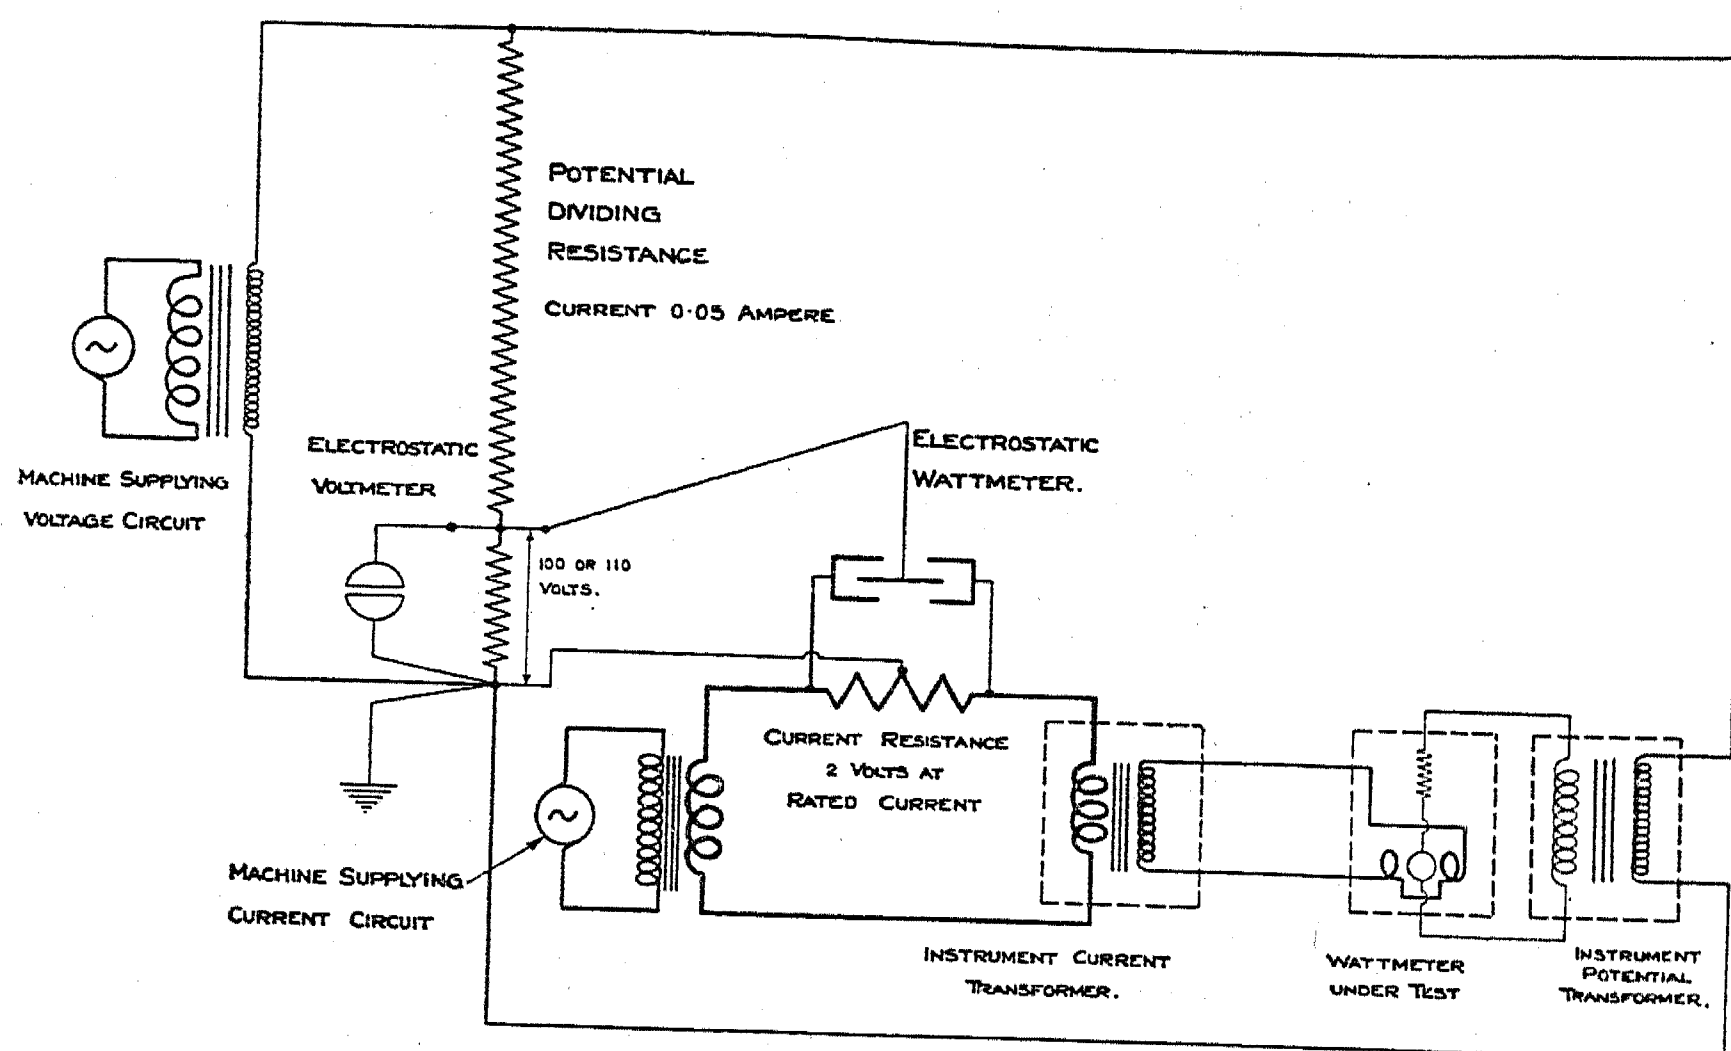 POTENTIAL
DIVIDING
RESISTANCE
CURRENT 0·05 AMPERE
MACHINE SUPPLYING
VOLTAGE CIRCUIT
ELECTROSTATIC
VOLTMETER
ELECTROSTATIC
WATTMETER.
100 OR 110
VOLTS.
CURRENT RESISTANCE
2 VOLTS AT
RATED CURRENT
MACHINE SUPPLYING
CURRENT CIRCUIT
INSTRUMENT CURRENT
TRANSFORMER.
WATTMETER
UNDER TEST
INSTRUMENT
POTENTIAL
TRANSFORMER.